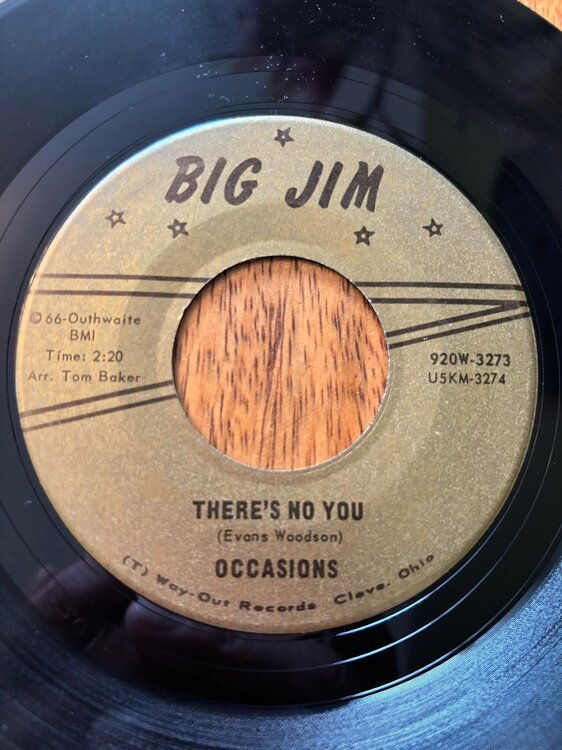 BIG JIM
© 66-Outhwaite
BMI
Time: 2:20
Arr. Tom Baker
920W-3273
USKM-3274
THERE'S NO YOU
(Evans Woodson)
OCCASIONS
(T) Way-Out Records Cleve. Ohio